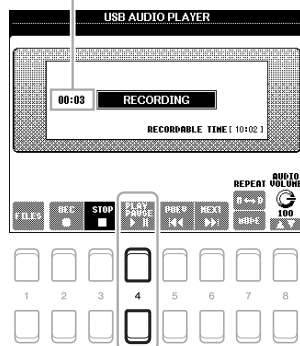 USB AUDIO PLAYER
00:03 RECORDING
RECORDABLE TIME [ 10:02 ]
REPEAT AUDIO VOLUME
FILES REC STOP PLAY PAUSE PREV NEXT 100
1 2 3 4 5 6 7 8